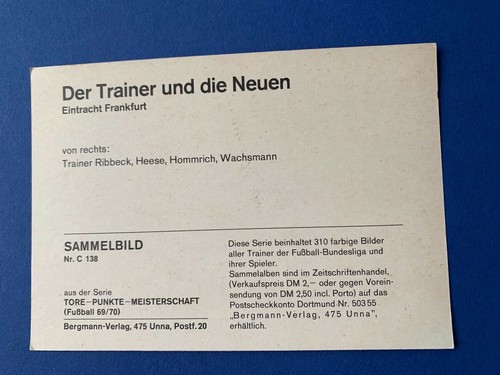 Der Trainer und die Neuen
Eintracht Frankfurt
von rechts:
Trainer Ribbeck, Heese, Hommrich, Wachsmann
SAMMELBILD
Nr. C 138
aus der Serie
TORE–PUNKTE–MEISTERSCHAFT
(Fußball 69/70)
Bergmann-Verlag, 475 Unna, Postf. 20
Diese Serie beinhaltet 310 farbige Bilder
aller Trainer der Fußball-Bundesliga und
ihrer Spieler.
Sammelalben sind im Zeitschriftenhandel,
(Verkaufspreis DM 2,– oder gegen Vorein-
sendung von DM 2,50 incl. Porto) auf das
Postscheckkonto Dortmund Nr. 50355
„Bergmann-Verlag, 475 Unna",
erhältlich.